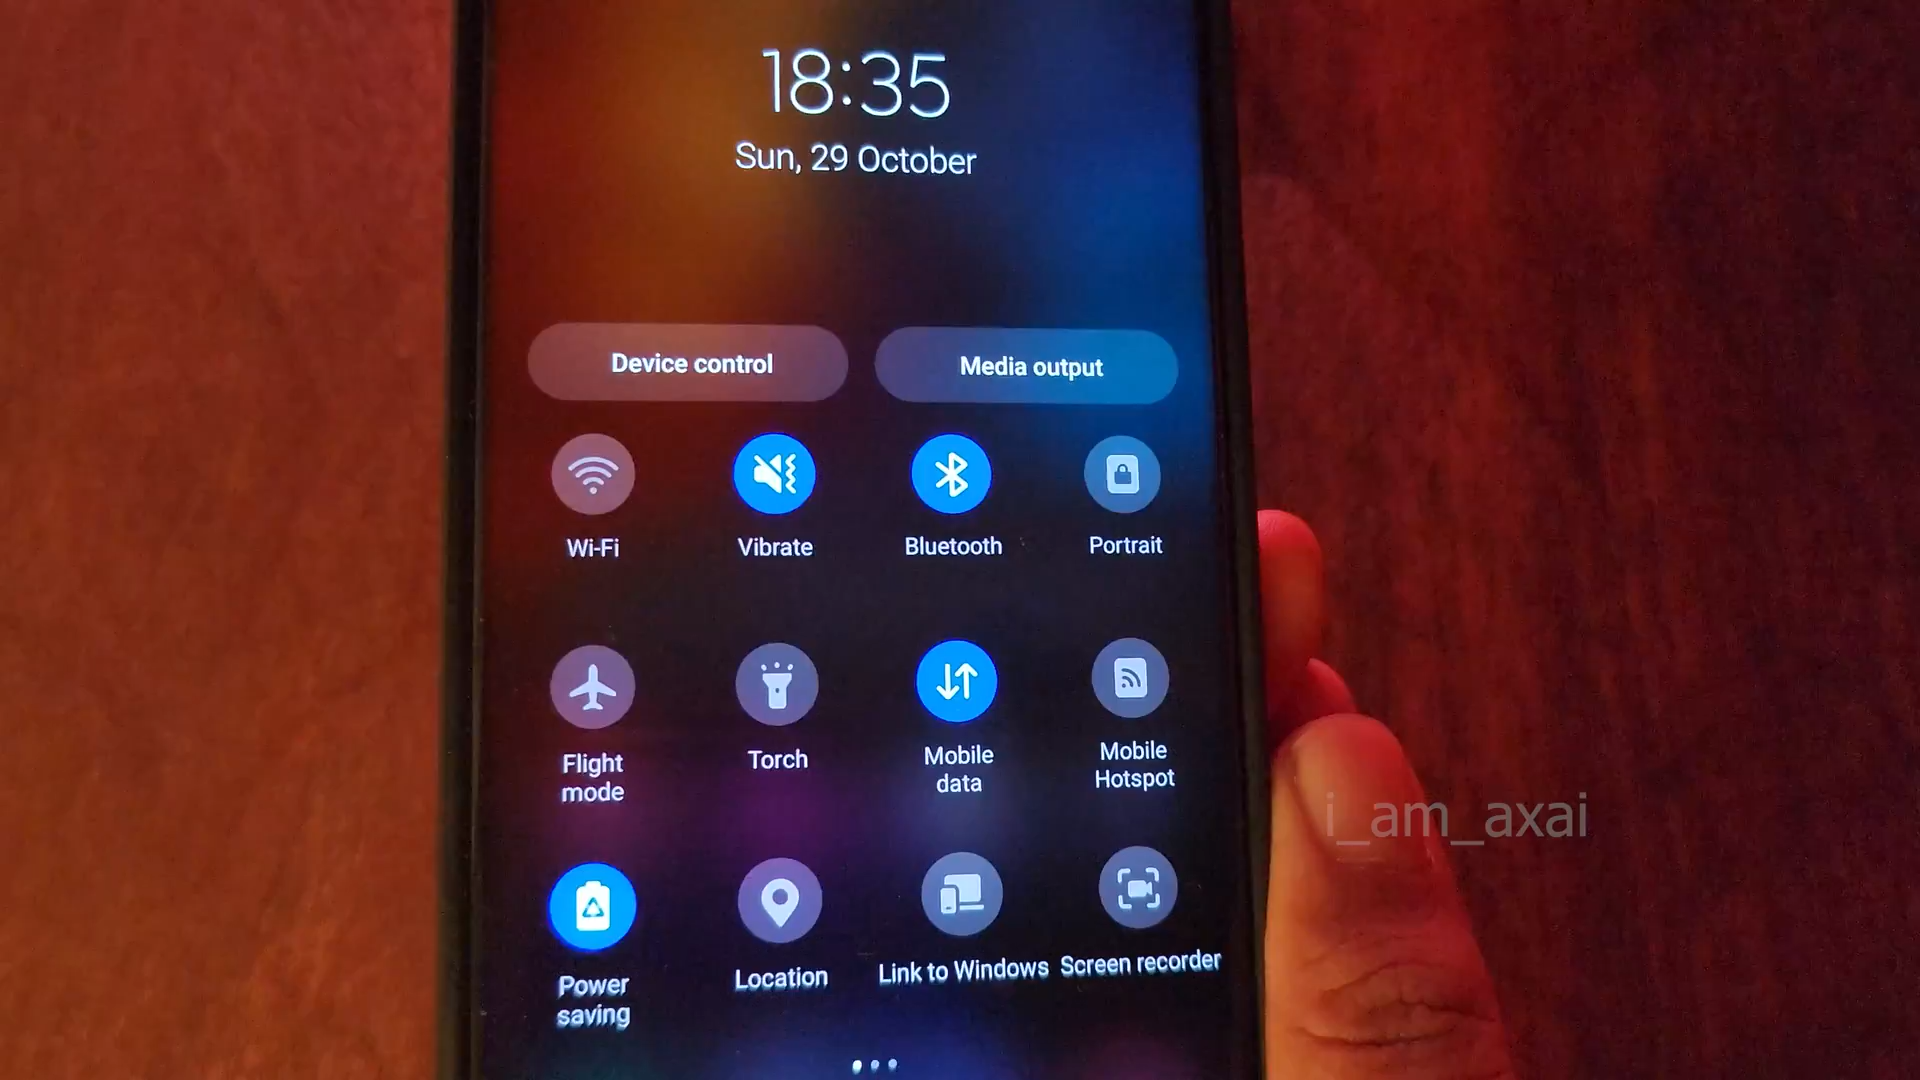 18:35
Sun, 29 October
Device control
Media output
Wi-Fi
Vibrate
Bluetooth
Portrait
Flight
mode
Torch
Mobile
data
Mobile
Hotspot
i_am_axai
Power
saving
Location
Link to Windows
Screen recorder